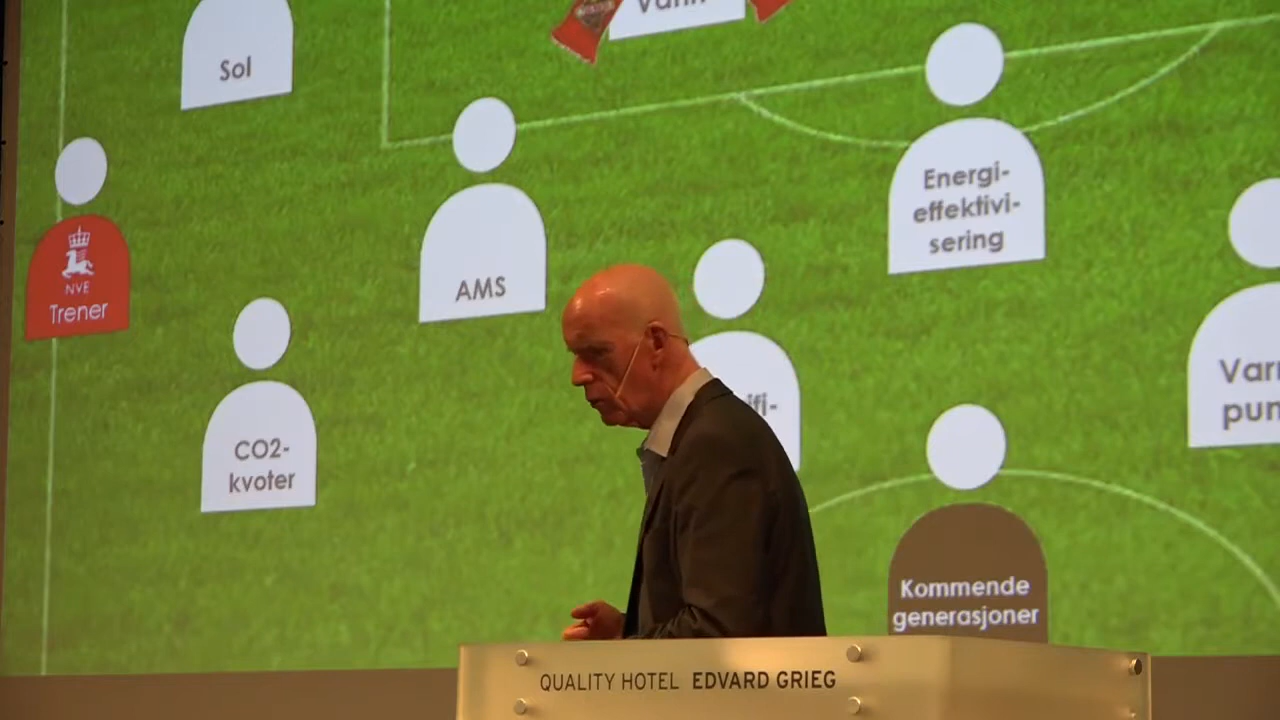 Sol
NVE
Trener
AMS
Energi-
effektivi-
sering
CO2-
kvoter
Kommende
generasjoner
QUALITY HOTEL EDVARD GRIEG